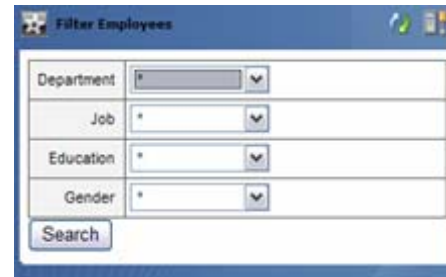 Filter Employees
Department *
Job *
Education *
Gender *
Search